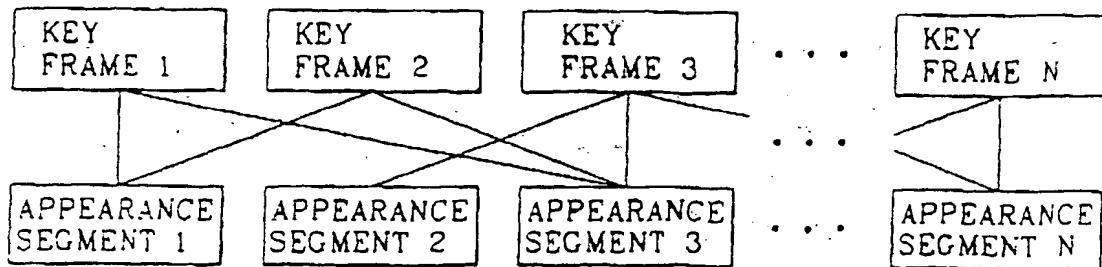 KEY
FRAME 1
KEY
FRAME 2
KEY
FRAME 3
. . .
KEY
FRAME N
. . .
APPEARANCE
SEGMENT 1
APPEARANCE
SEGMENT 2
APPEARANCE
SEGMENT 3
. . .
APPEARANCE
SEGMENT N